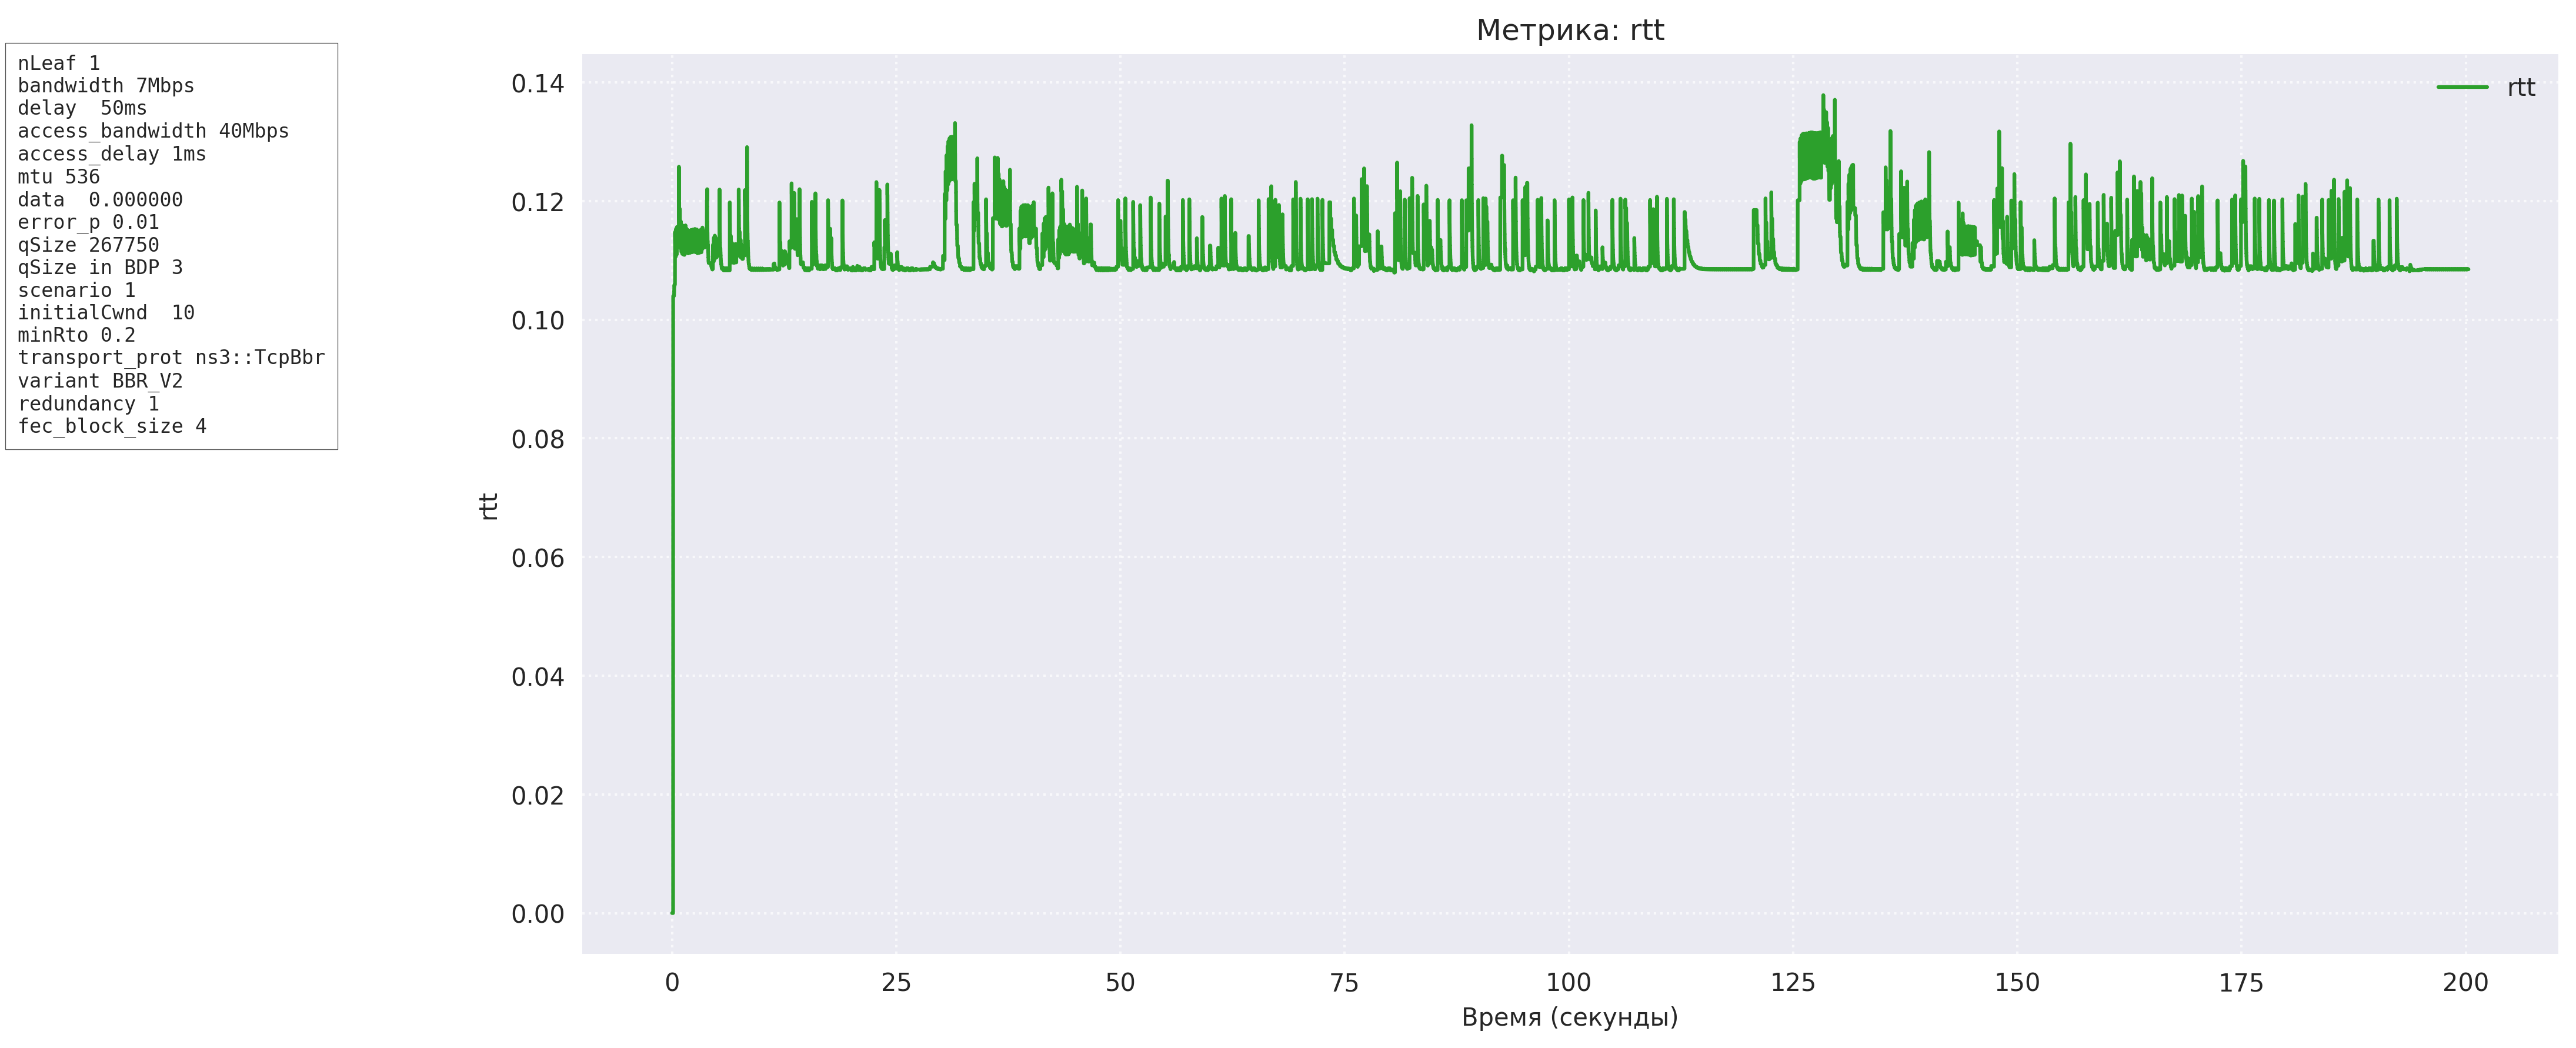 Метрика: rtt
nLeaf 1
bandwidth 7Mbps
delay  50ms
access_bandwidth 40Mbps
access_delay 1ms
mtu 536
data  0.000000
error_p 0.01
qSize 267750
qSize in BDP 3
scenario 1
initialCwnd  10
minRto 0.2
transport_prot ns3::TcpBbr
variant BBR_V2
redundancy 1
fec_block_size 4
rtt
0.14
0.12
0.10
0.08
0.06
0.04
0.02
0.00
rtt
0 25 50 75 100 125 150 175 200
Время (секунды)